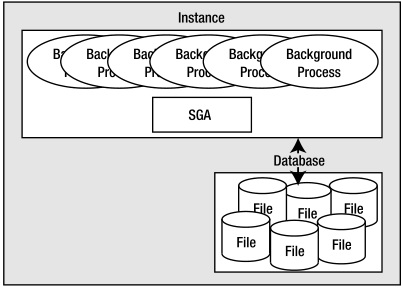 Instance
Background
Process
SGA
Database
File
File
File
File
File
File